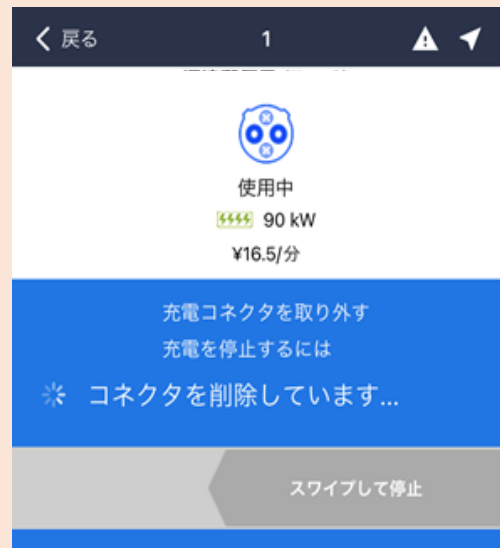 戻る
1
使用中
90 kW
¥16.5/分
充電コネクタを取り外す
充電を停止するには
コネクタを削除しています...
スワイプして停止